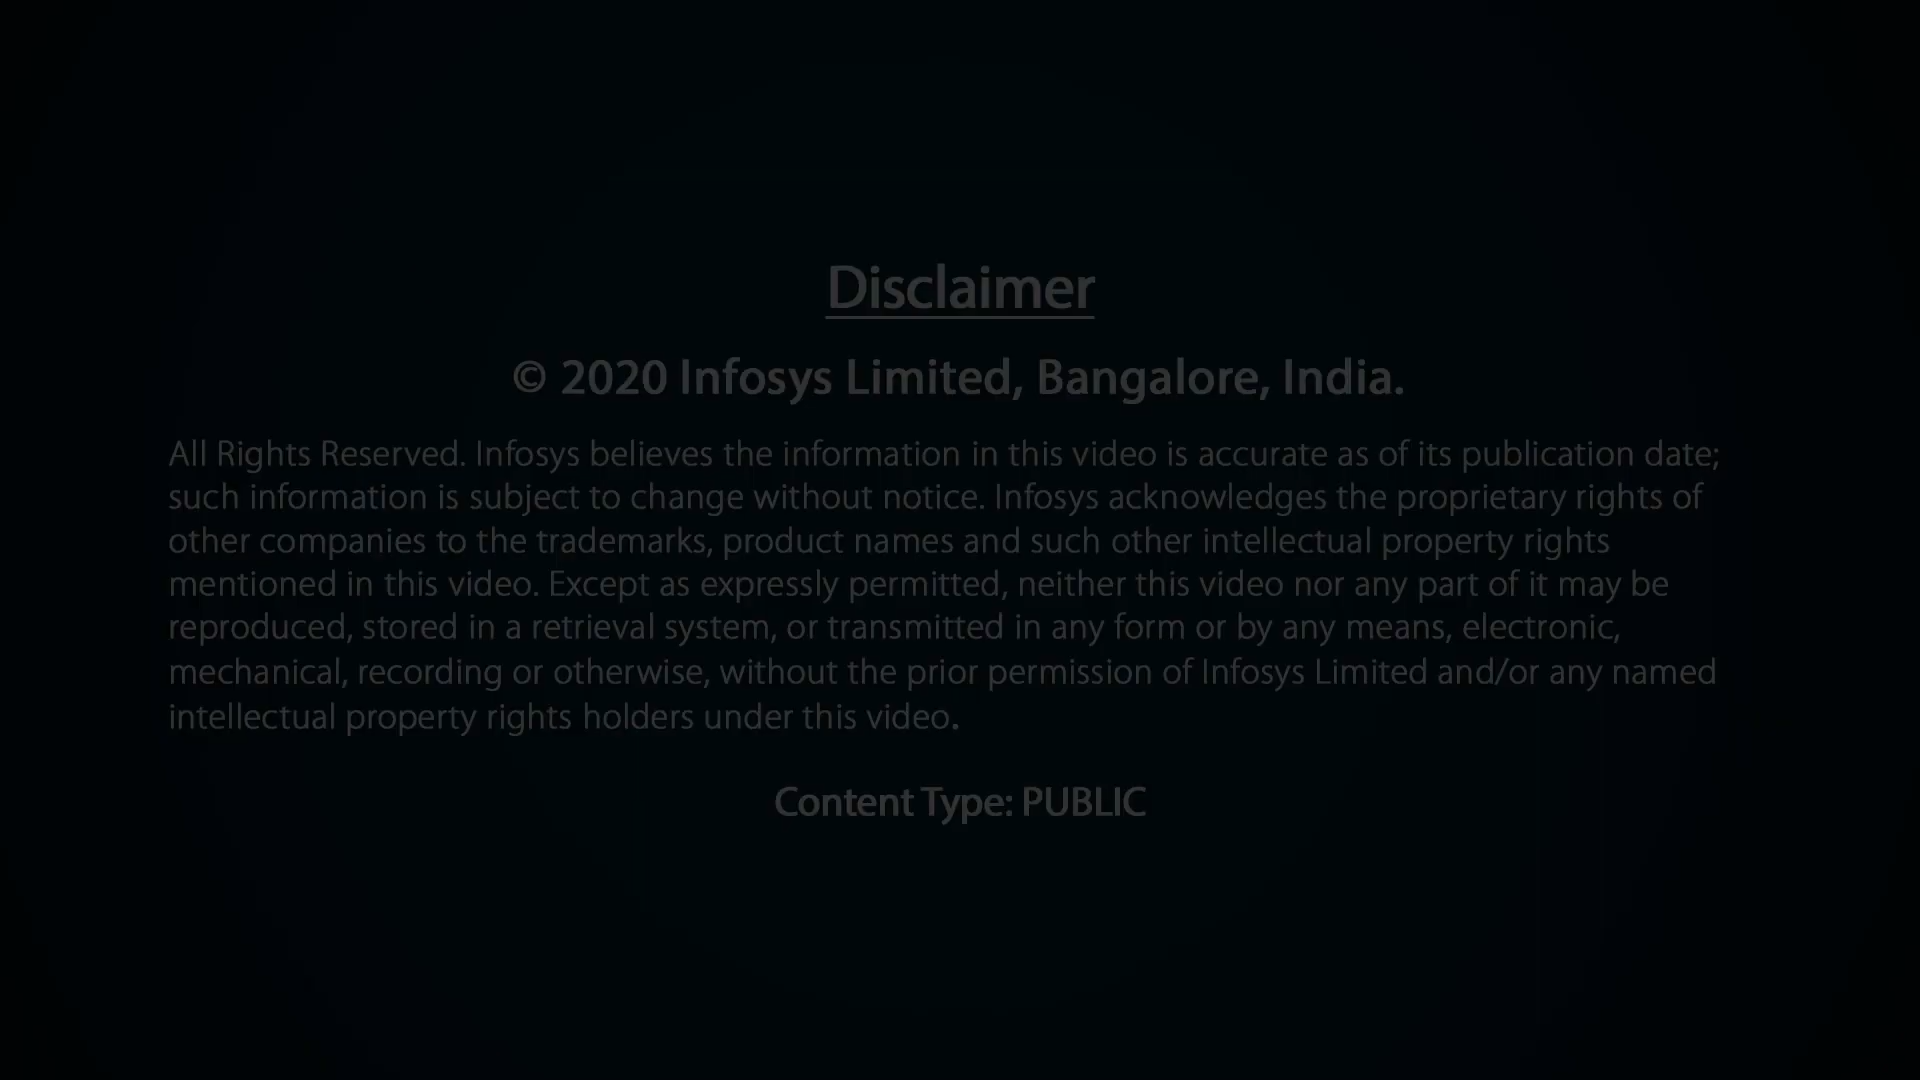 Disclaimer
© 2020 Infosys Limited, Bangalore, India.
All Rights Reserved. Infosys believes the information in this video is accurate as of its publication date;
such information is subject to change without notice. Infosys acknowledges the proprietary rights of
other companies to the trademarks, product names and such other intellectual property rights
mentioned in this video. Except as expressly permitted, neither this video nor any part of it may be
reproduced, stored in a retrieval system, or transmitted in any form or by any means, electronic,
mechanical, recording or otherwise, without the prior permission of Infosys Limited and/or any named
intellectual property rights holders under this video.
Content Type: PUBLIC